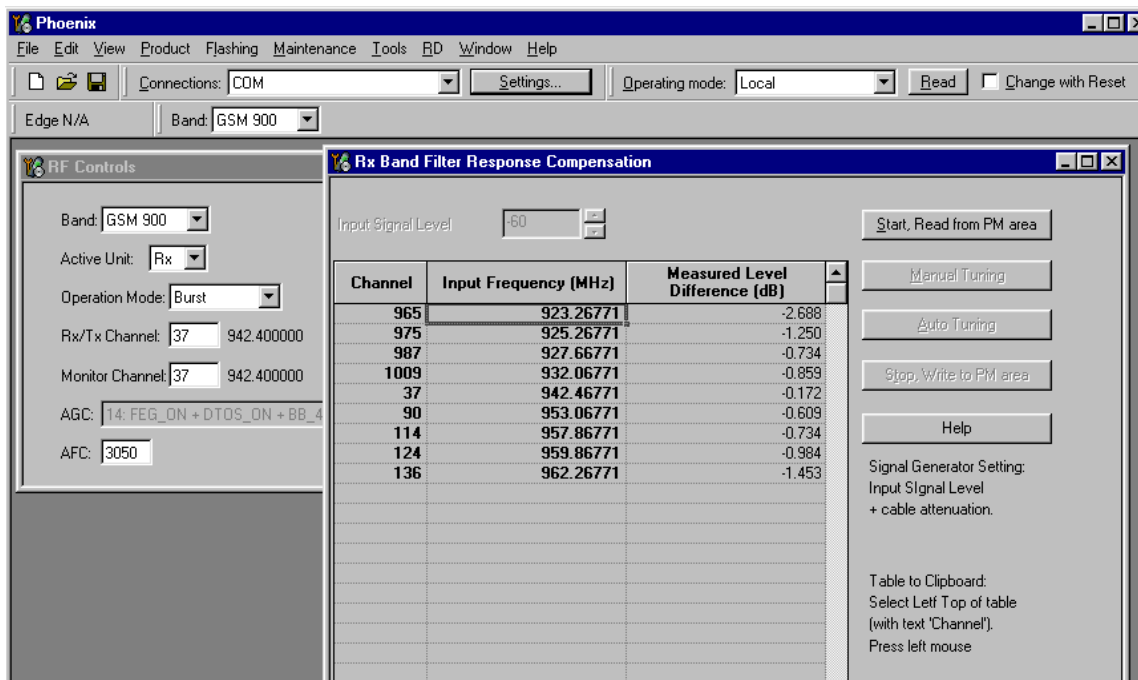 Phoenix
File Edit View Product Flashing Maintenance Tools RD Window Help
Connections: COM Settings... Operating mode: Local Read Change with Reset
Edge N/A Band: GSM 900
RF Controls
Band: GSM 900
Active Unit: Rx
Operation Mode: Burst
Rx/Tx Channel: 37 942.400000
Monitor Channel: 37 942.400000
AGC: 14: FEG_ON + DTOS_ON + BB_4
AFC: 3050
Rx Band Filter Response Compensation
Input Signal Level -60
Channel Input Frequency (MHz) Measured Level Difference (dB)
965 923.26771 -2.688
975 925.26771 -1.250
987 927.66771 -0.734
1009 932.06771 -0.859
37 942.46771 -0.172
90 953.06771 -0.609
114 957.86771 -0.734
124 959.86771 -0.984
136 962.26771 -1.453
Start, Read from PM area
Manual Tuning
Auto Tuning
Stop, Write to PM area
Help
Signal Generator Setting:
Input SIgnal Level
+ cable attenuation.
Table to Clipboard:
Select Letf Top of table
(with text 'Channel').
Press left mouse